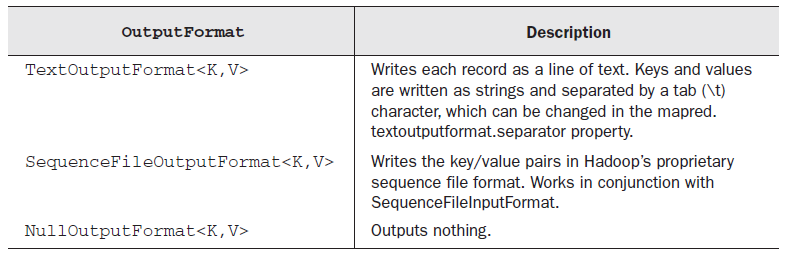 OutputFormat Description
TextOutputFormat<K,V> Writes each record as a line of text. Keys and values
are written as strings and separated by a tab (\t)
character, which can be changed in the mapred.
textoutputformat.separator property.
SequenceFileOutputFormat<K,V> Writes the key/value pairs in Hadoop's proprietary
sequence file format. Works in conjunction with
SequenceFileInputFormat.
NullOutputFormat<K,V> Outputs nothing.